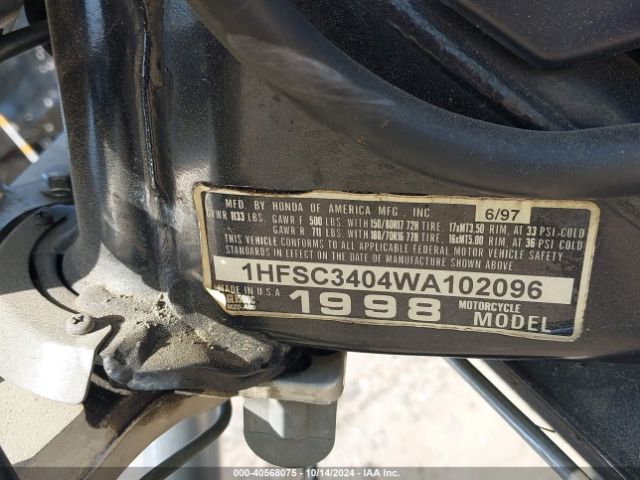 MFD. BY HONDA OF AMERICA MFG., INC 6/97
GVWR 1133 LBS. GAWR F 500 LBS. WITH 150/80R17 72H TIRE. 17xMT3.50 RIM, AT 33 PSI-COLD
GAWR R 711 LBS. WITH 180/70R16 77H TIRE. 16xMT5.00 RIM, AT 36 PSI COLD
THIS VEHICLE CONFORMS TO ALL APPLICABLE FEDERAL MOTOR VEHICLE SAFETY
STANDARDS IN EFFECT ON THE DATE OF MANUFACTURE SHOWN ABOVE.
1HFSC3404WA102096
MADE IN U.S.A
1998 MOTORCYCLE MODEL
000-40568075 | 10/14/2024 | IAA Inc.